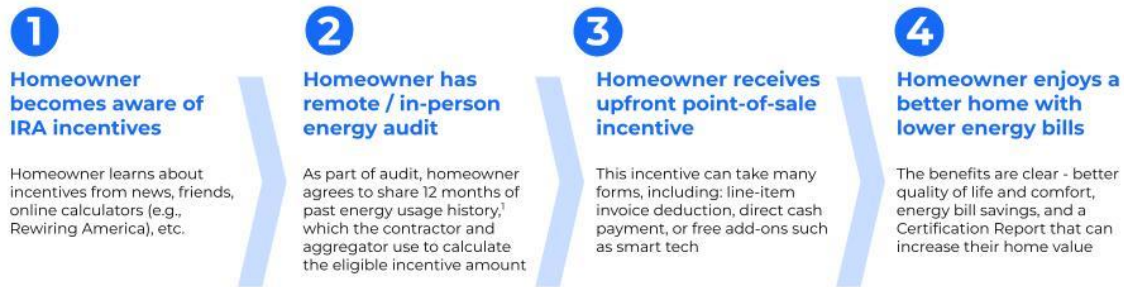 1
Homeowner
becomes aware of
IRA incentives
Homeowner learns about
incentives from news, friends,
online calculators (e.g.,
Rewiring America), etc.
2
Homeowner has
remote / in-person
energy audit
As part of audit, homeowner
agrees to share 12 months of
past energy usage history,¹
which the contractor and
aggregator use to calculate
the eligible incentive amount
3
Homeowner receives
upfront point-of-sale
incentive
This incentive can take many
forms, including: line-item
invoice deduction, direct cash
payment, or free add-ons such
as smart tech
4
Homeowner enjoys a
better home with
lower energy bills
The benefits are clear - better
quality of life and comfort,
energy bill savings, and a
Certification Report that can
increase their home value